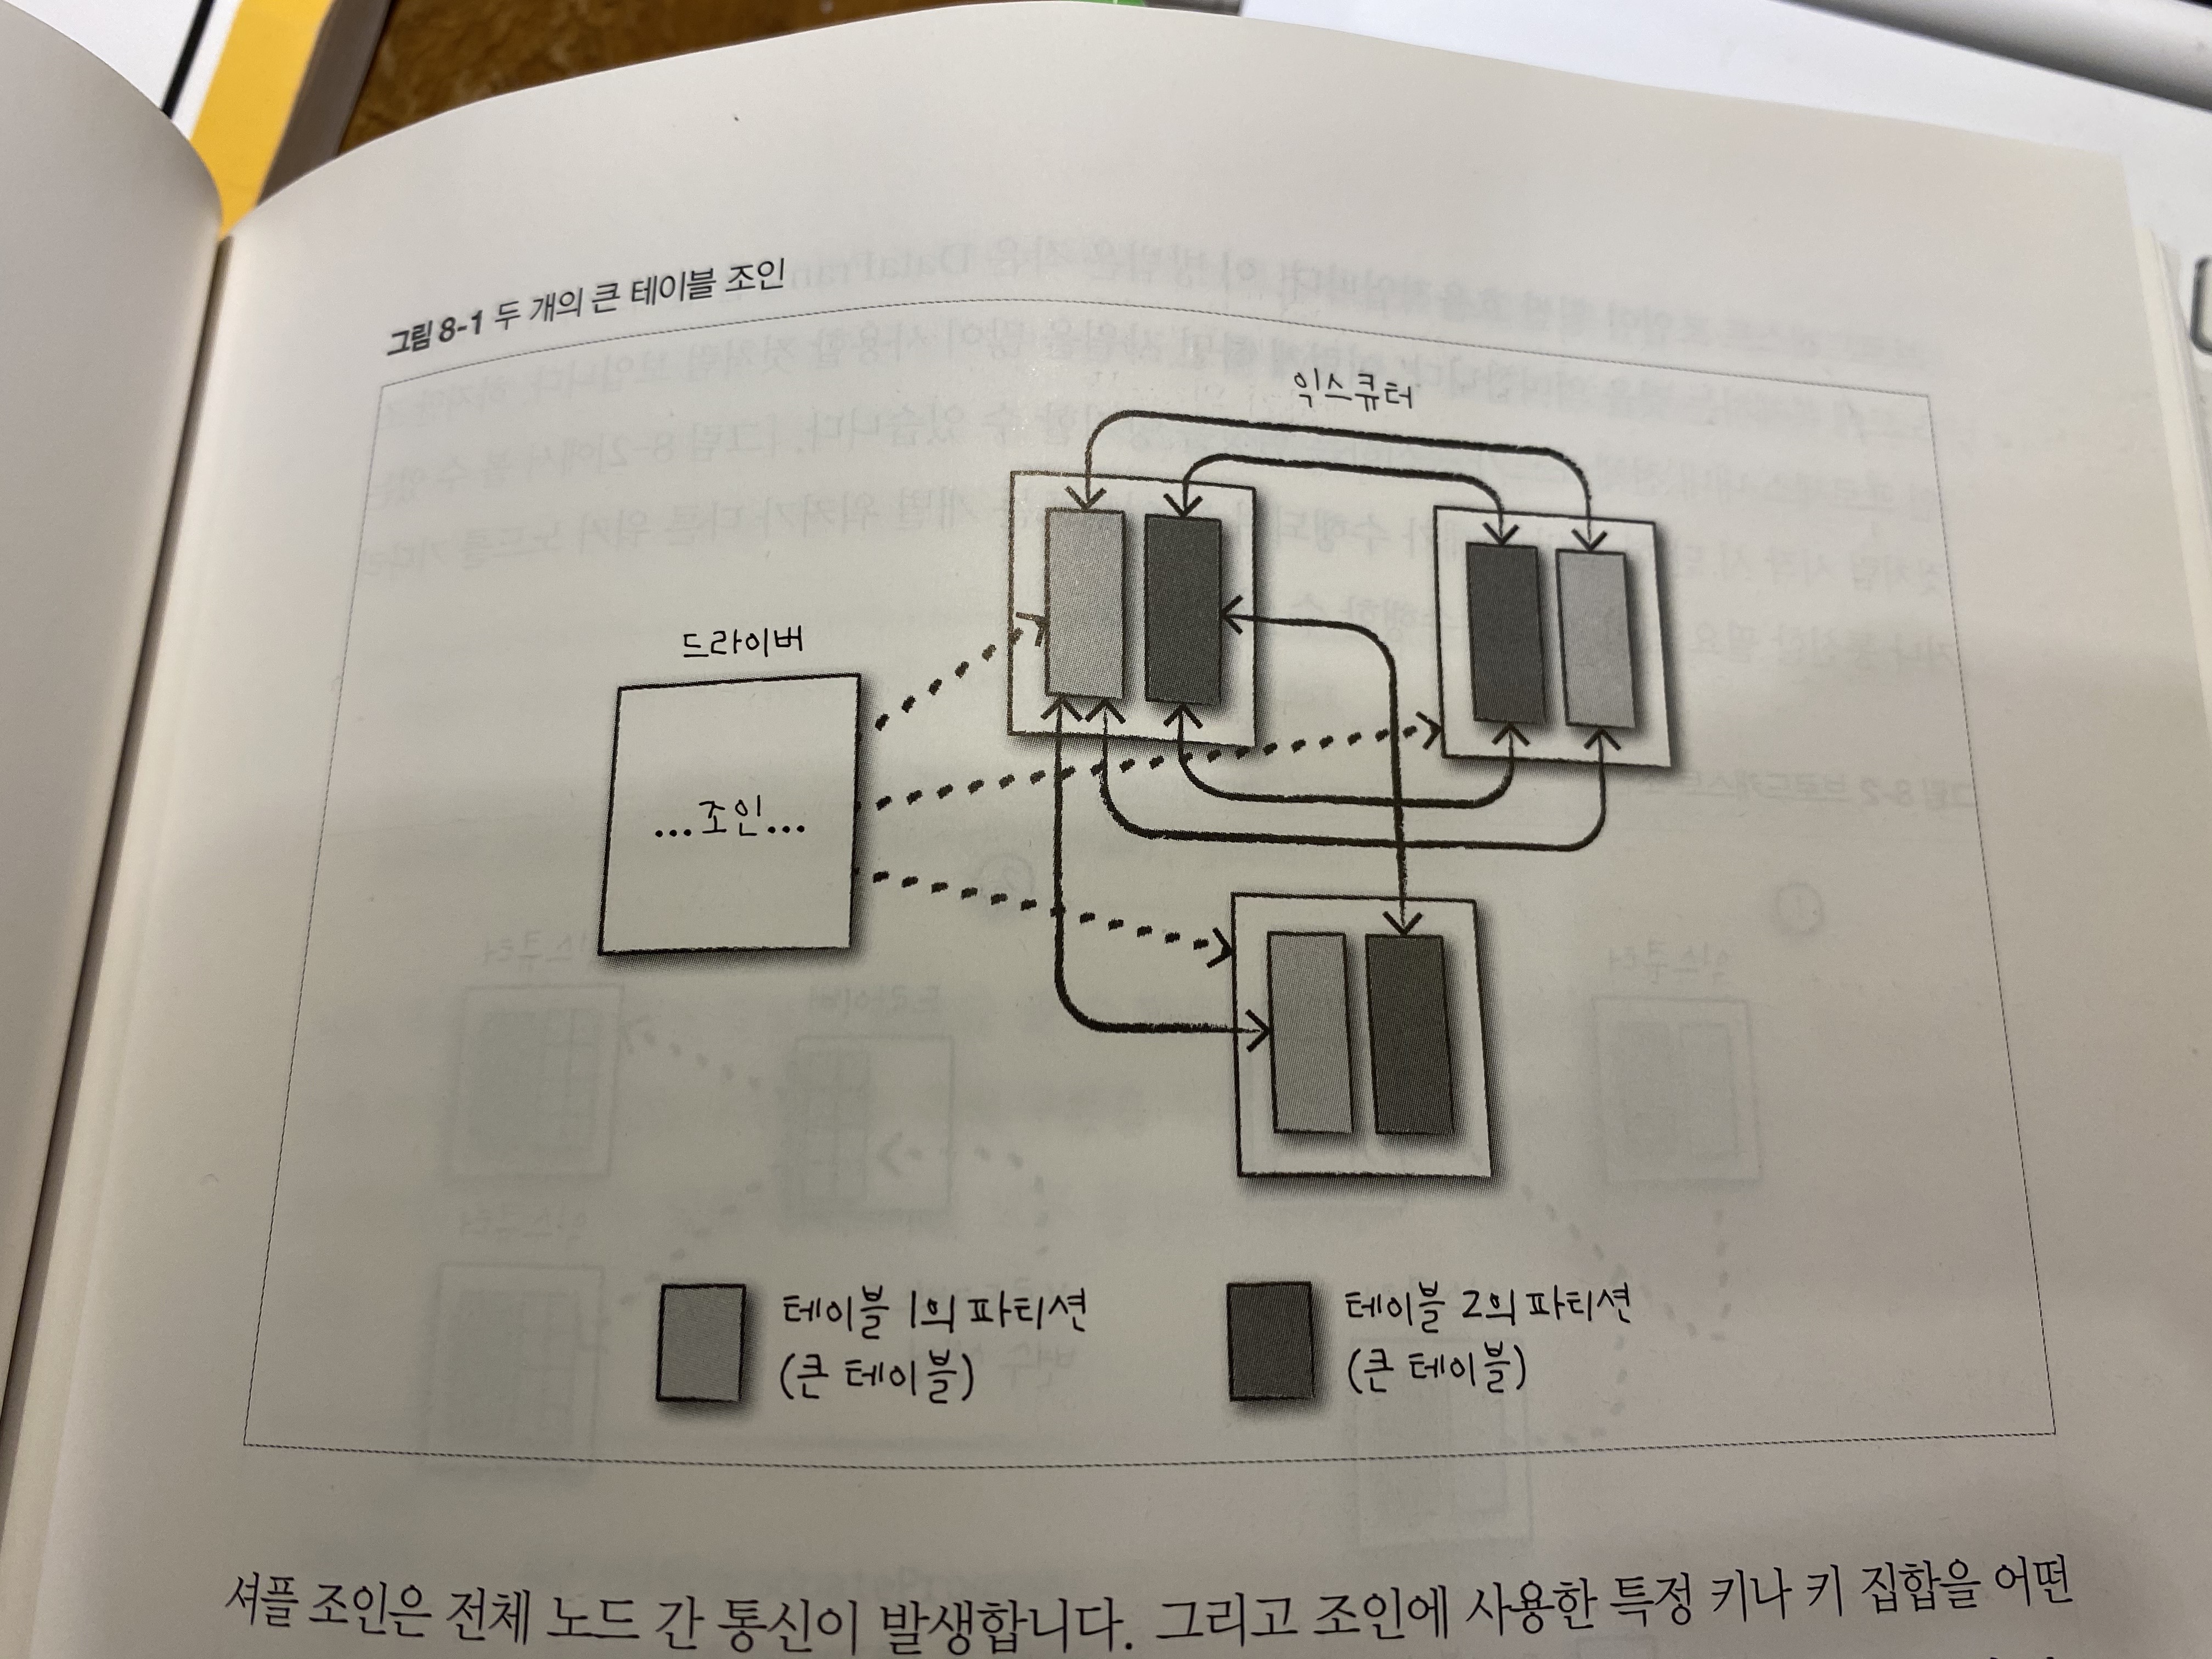 그림 8-1 두 개의 큰 테이블 조인
익스큐터
드라이버
...조인...
테이블 1의 파티션
(큰 테이블)
테이블 2의 파티션
(큰 테이블)
셔플 조인은 전체 노드 간 통신이 발생합니다. 그리고 조인에 사용한 특정 키나 키 집합을 어떤